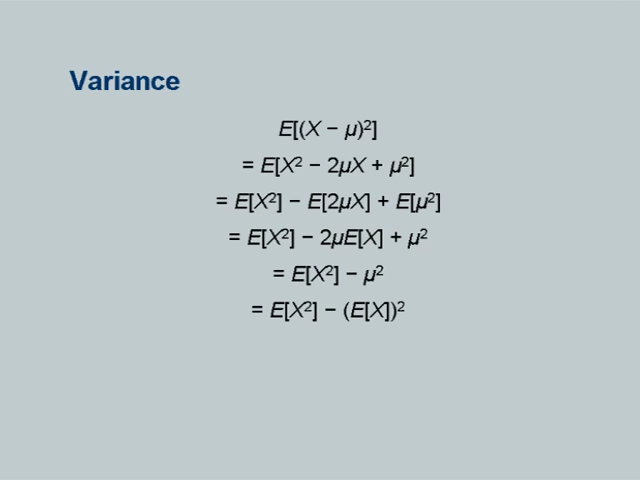 Variance
E[(X − µ)²]
= E[X² − 2µX + µ²]
= E[X²] − E[2µX] + E[µ²]
= E[X²] − 2µE[X] + µ²
= E[X²] − µ²
= E[X²] − (E[X])²